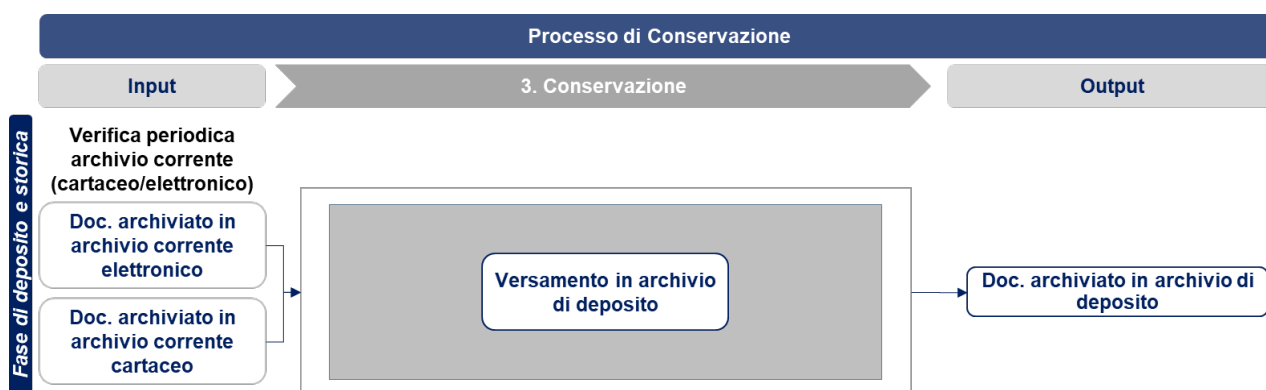 Processo di Conservazione
Input
3. Conservazione
Output
Fase di deposito e storica
Verifica periodica
archivio corrente
(cartaceo/elettronico)
Doc. archiviato in
archivio corrente
elettronico
Doc. archiviato in
archivio corrente
cartaceo
Versamento in archivio
di deposito
Doc. archiviato in archivio di
deposito